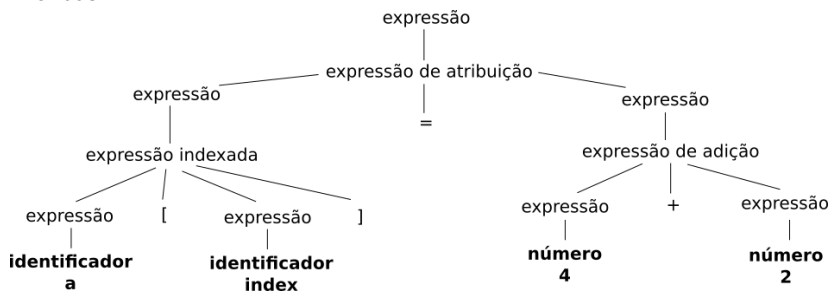 expressão
expressão de atribuição
expressão
=
expressão
expressão indexada
expressão de adição
expressão
[
expressão
]
expressão
+
expressão
identificador
a
identificador
index
número
4
número
2